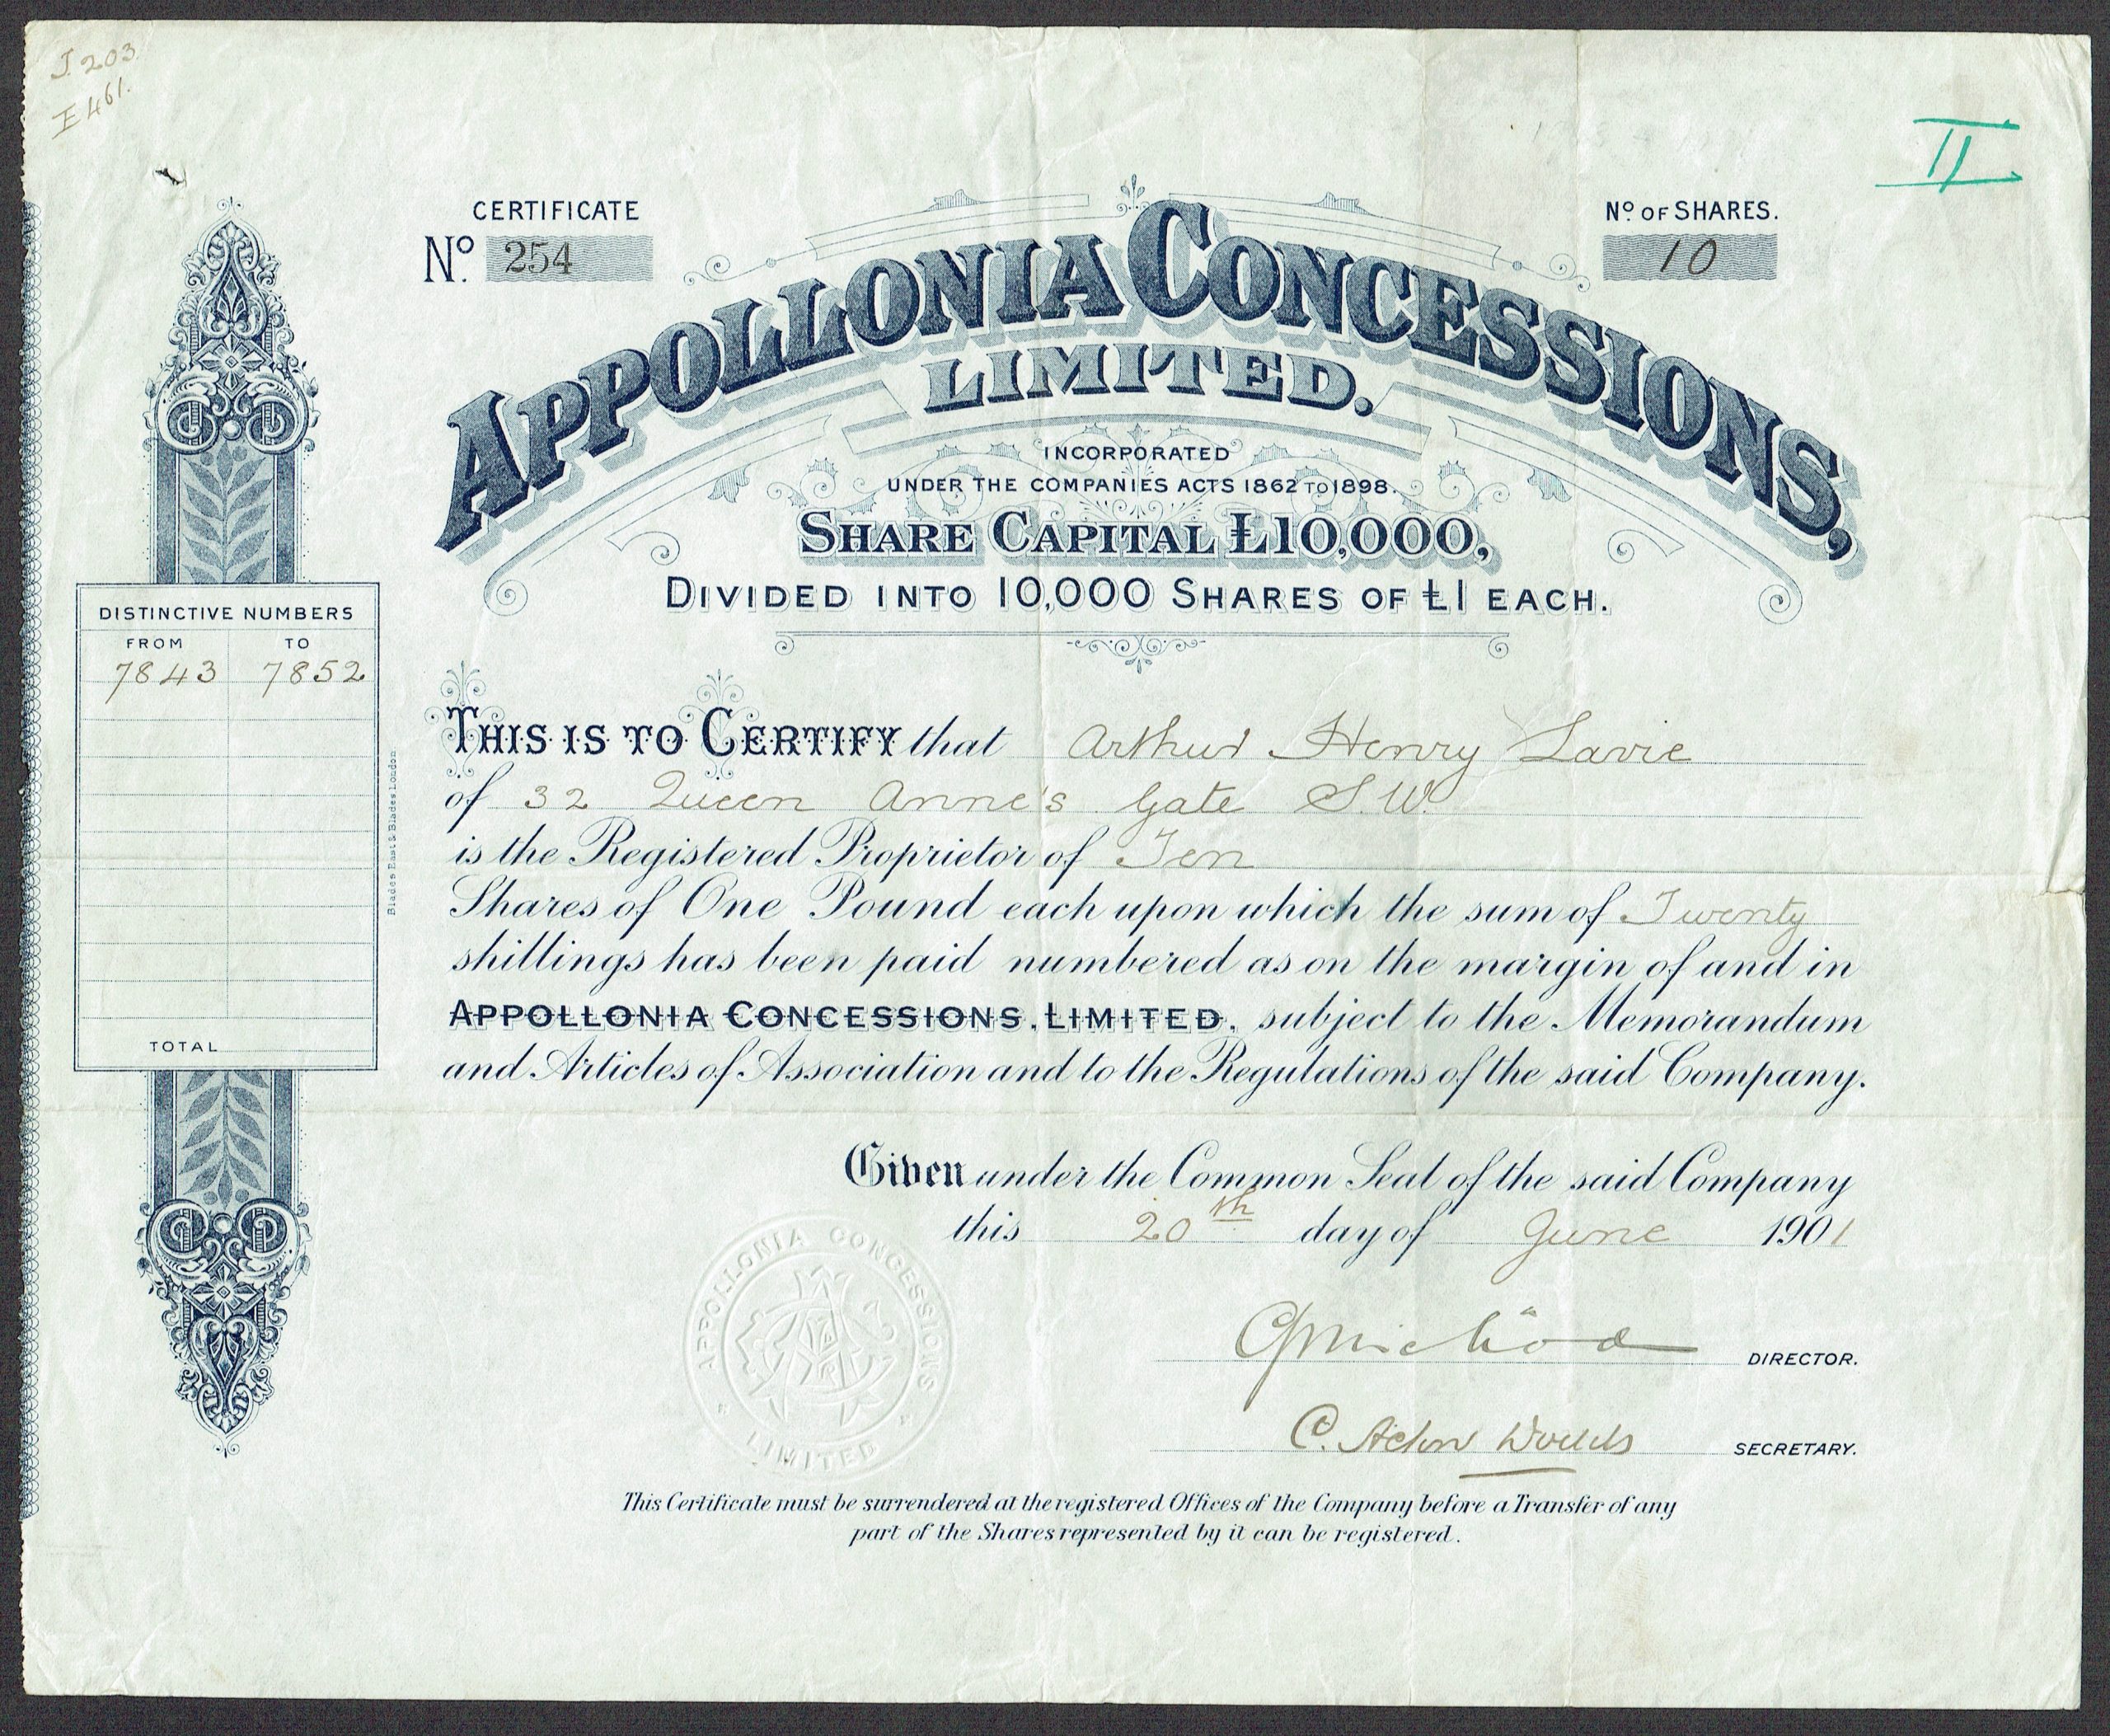 J. 203.
I 461.
II
CERTIFICATE
No. 254
No OF SHARES.
10
APPOLLONIA CONCESSIONS,
LIMITED.
INCORPORATED
UNDER THE COMPANIES ACTS 1862 TO 1898.
SHARE CAPITAL £10,000,
DIVIDED INTO 10,000 SHARES OF £1 EACH.
DISTINCTIVE NUMBERS
FROM TO
7843 7852
TOTAL
Blades East & Blades London
THIS IS TO CERTIFY that Arthur Henry Lavie
of 32 Queen Anne's Gate S.W.
is the Registered Proprietor of Ten
Shares of One Pound each upon which the sum of Twenty
shillings has been paid numbered as on the margin of and in
APPOLLONIA CONCESSIONS, LIMITED, subject to the Memorandum
and Articles of Association and to the Regulations of the said Company.
Given under the Common Seal of the said Company
this 20th day of June 1901
APPOLLONIA CONCESSIONS
LIMITED
DIRECTOR.
C. Acton Woods
SECRETARY.
This Certificate must be surrendered at the registered Offices of the Company before a Transfer of any
part of the Shares represented by it can be registered.